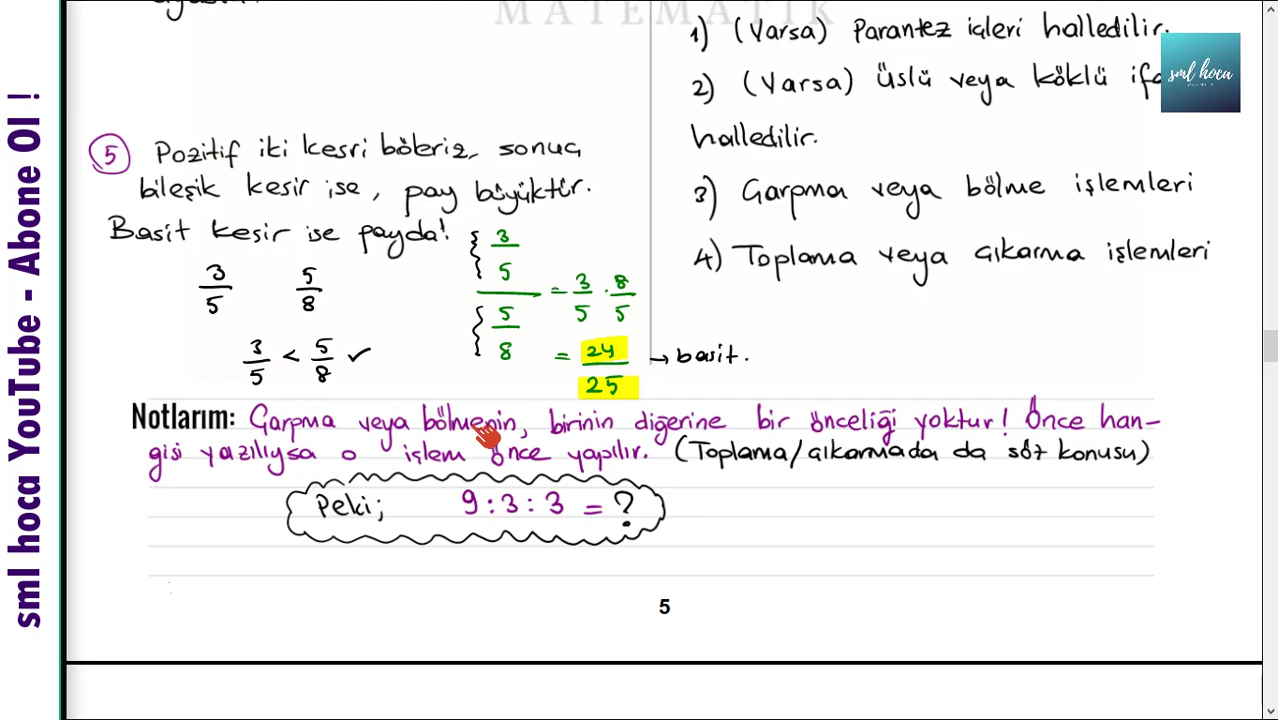 sml hoca YouTube - Abone Ol !
MATEMATİK
5 Pozitif iki kesri böleriz, sonuç
bileşik kesir ise, pay büyüktür.
Basit kesir ise payda!
3/5 5/8
3/5 < 5/8 ✓
{3/5 / {5/8 = 3/5 · 8/5
= 24/25 → basit.
1) (Varsa) Parantez içleri halledilir.
2) (Varsa) üslü veya köklü ifa
halledilir.
3) Çarpma veya bölme işlemleri
4) Toplama veya çıkarma işlemleri
sml hoca
Notlarım: Çarpma veya bölmenin, birinin diğerine bir önceliği yoktur! Önce han-
gisi yazılıysa o işlem önce yapılır. (Toplama/çıkarmada da söz konusu)
Peki; 9:3:3 = ?
5